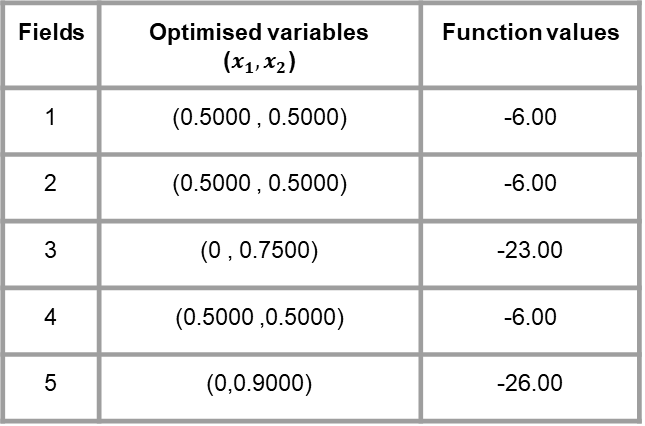 Fields Optimised variables Function values
(x₁,x₂)
1 (0.5000 , 0.5000) -6.00
2 (0.5000 , 0.5000) -6.00
3 (0 , 0.7500) -23.00
4 (0.5000 ,0.5000) -6.00
5 (0,0.9000) -26.00